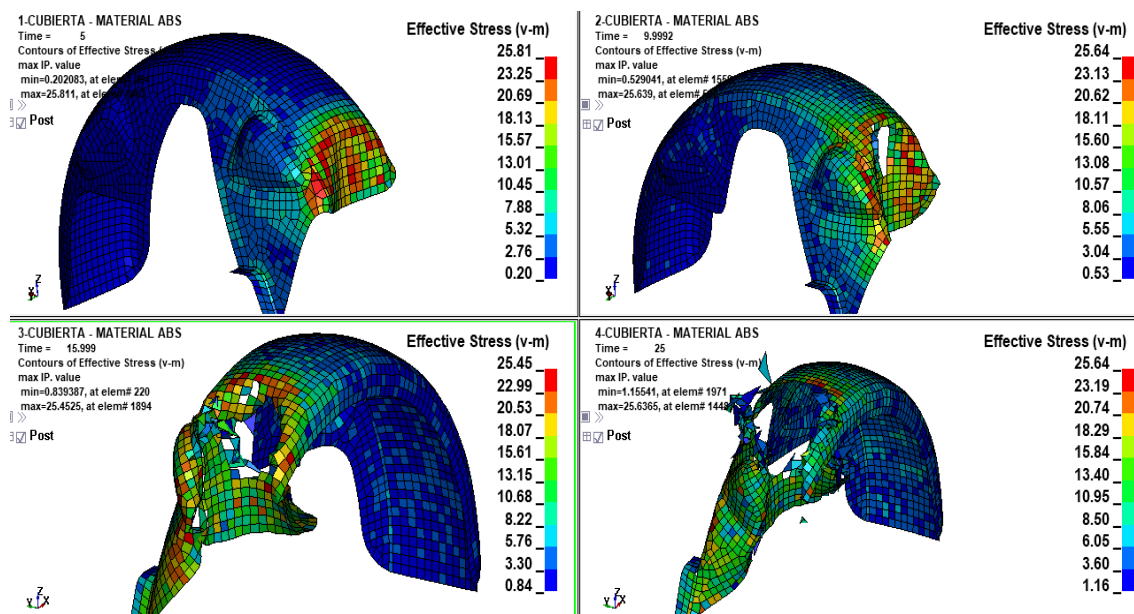 1-CUBIERTA - MATERIAL ABS
Time = 5
Contours of Effective Stress (v-m)
max IP. value
min=0.202083, at elem#
max=25.811, at elem#
Post
Effective Stress (v-m)
25.81
23.25
20.69
18.13
15.57
13.01
10.45
7.88
5.32
2.76
0.20
Z
2-CUBIERTA - MATERIAL ABS
Time = 9.9992
Contours of Effective Stress (v-m)
max IP. value
min=0.529041, at elem#
max=25.639, at elem#
Post
Effective Stress (v-m)
25.64
23.13
20.62
18.11
15.60
13.08
10.57
8.06
5.55
3.04
0.53
Z
3-CUBIERTA - MATERIAL ABS
Time = 15.999
Contours of Effective Stress (v-m)
max IP. value
min=0.839387, at elem# 220
max=25.4525, at elem# 1894
Post
Effective Stress (v-m)
25.45
22.99
20.53
18.07
15.61
13.15
10.68
8.22
5.76
3.30
0.84
Z
Y X
4-CUBIERTA - MATERIAL ABS
Time = 25
Contours of Effective Stress (v-m)
max IP. value
min=1.15541, at elem# 1971
max=25.6365, at elem# 1448
Post
Effective Stress (v-m)
25.64
23.19
20.74
18.29
15.84
13.40
10.95
8.50
6.05
3.60
1.16
Z
Y X